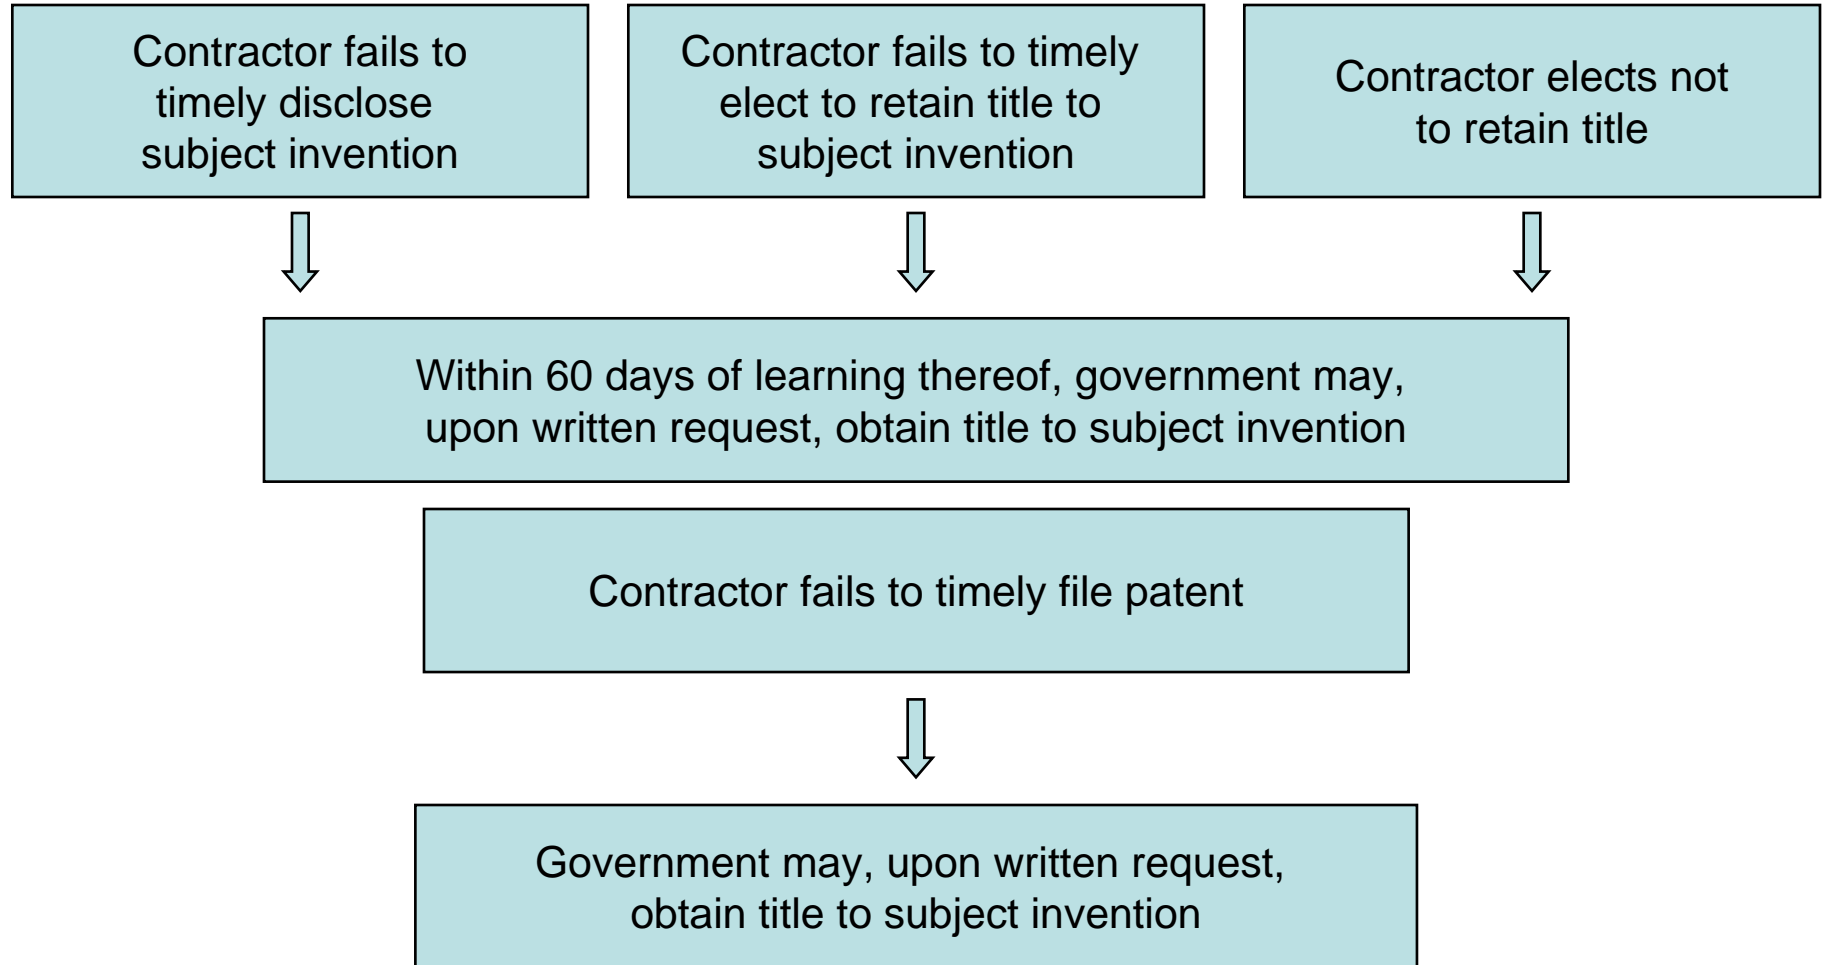 Contractor fails to
timely disclose
subject invention
Contractor fails to timely
elect to retain title to
subject invention
Contractor elects not
to retain title
Within 60 days of learning thereof, government may,
upon written request, obtain title to subject invention
Contractor fails to timely file patent
Government may, upon written request,
obtain title to subject invention